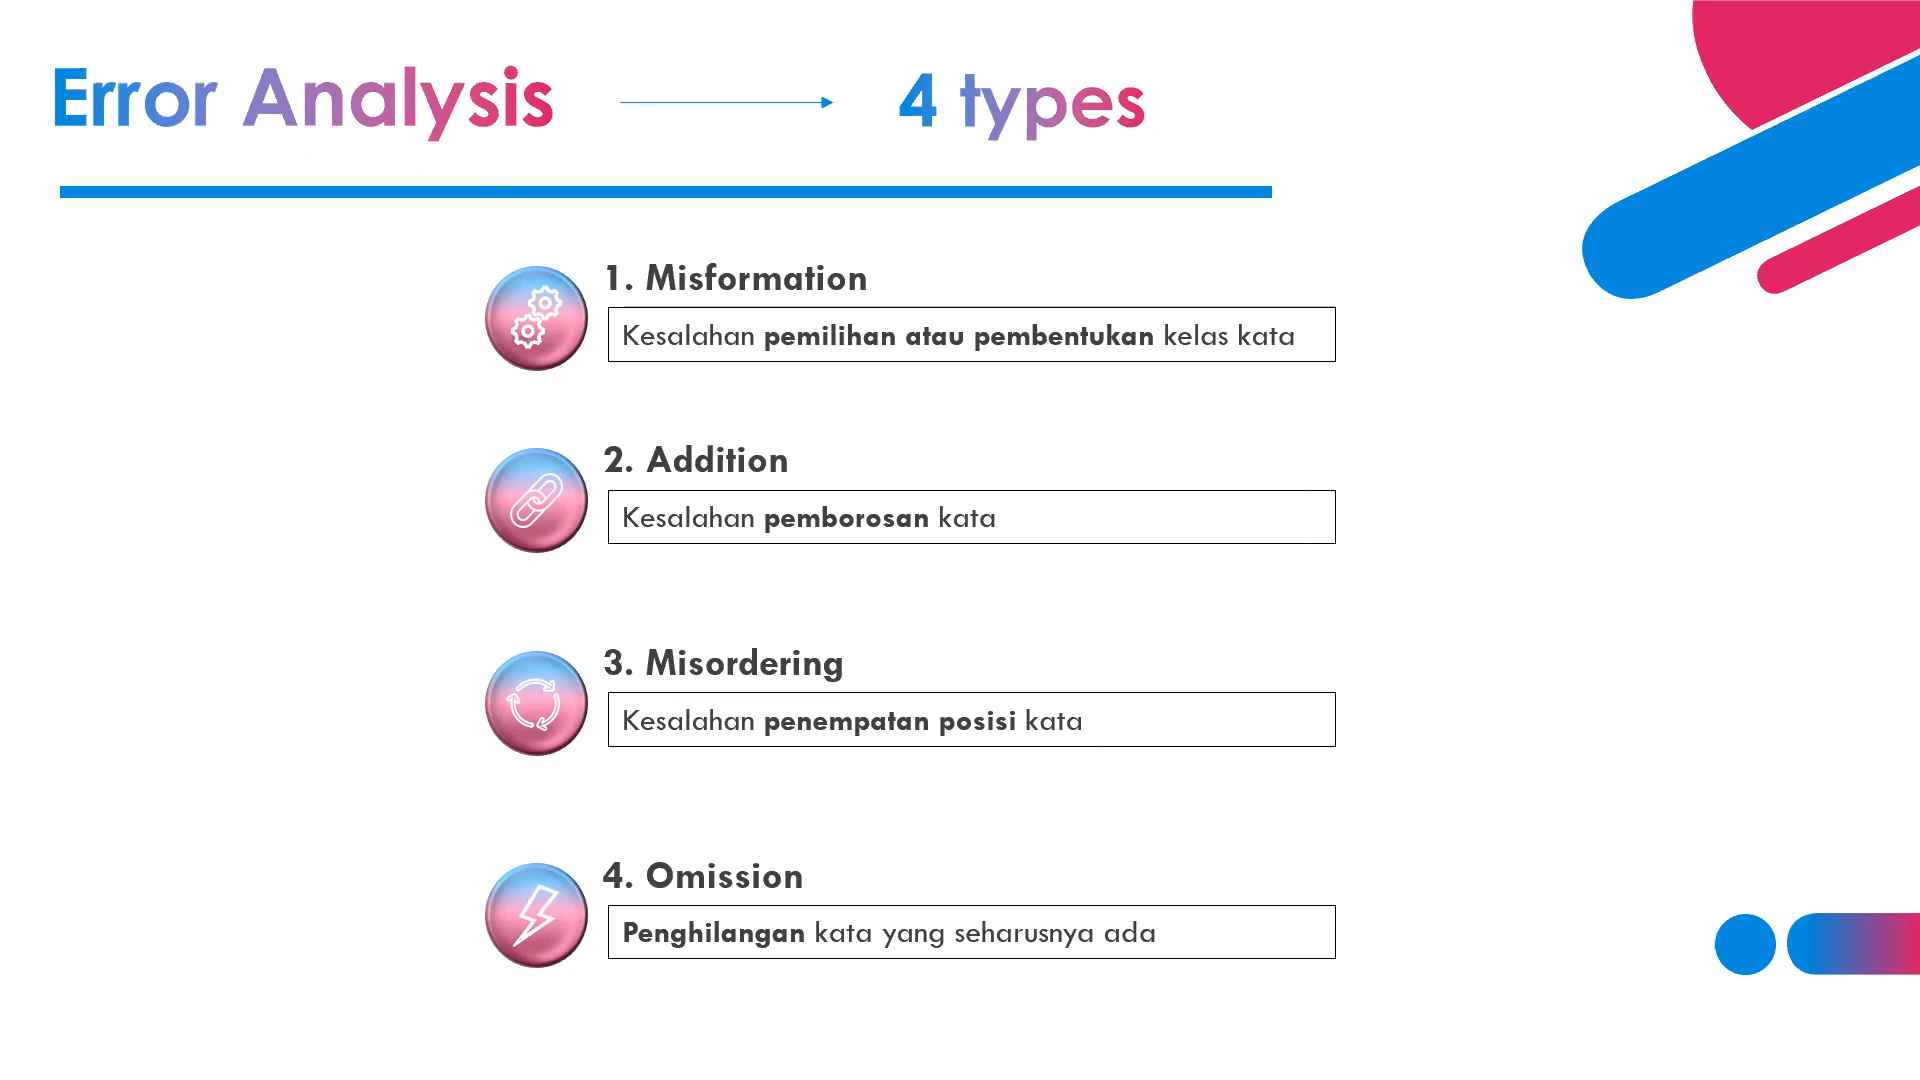 Error Analysis
4 types
1. Misformation
Kesalahan pemilihan atau pembentukan kelas kata
2. Addition
Kesalahan pemborosan kata
3. Misordering
Kesalahan penempatan posisi kata
4. Omission
Penghilangan kata yang seharusnya ada